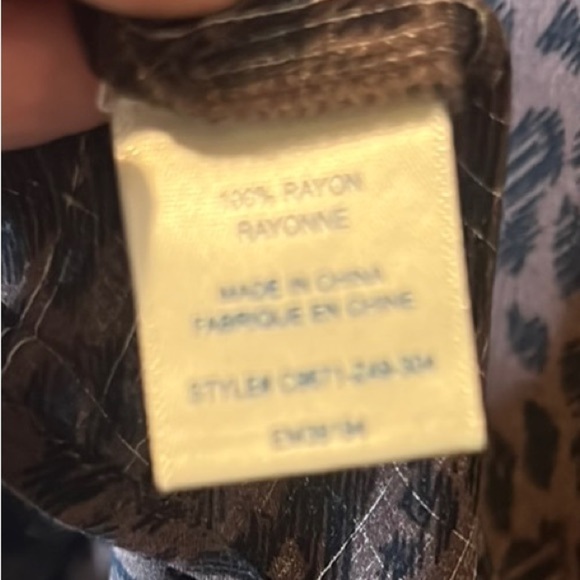 100% RAYON
RAYONNE
MADE IN CHINA
FABRIQUE EN CHINE
STYLE#